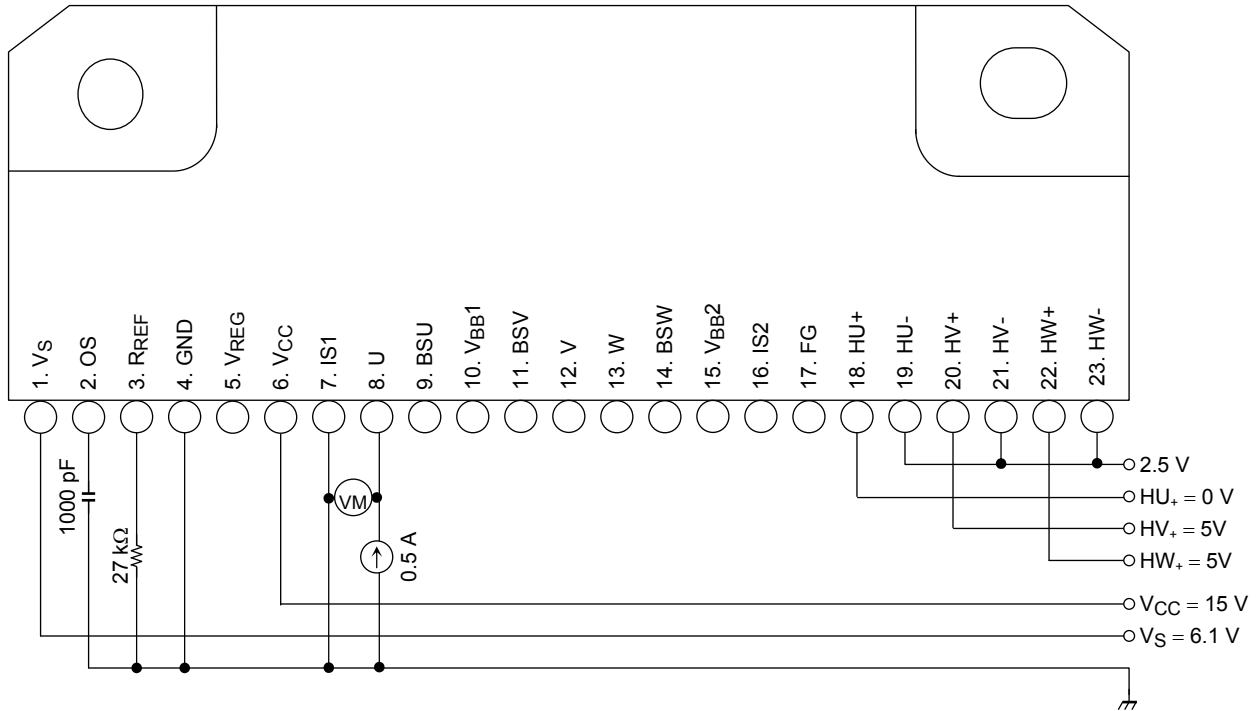 1. VS
2. OS
3. RREF
4. GND
5. VREG
6. VCC
7. IS1
8. U
9. BSU
10. VBB1
11. BSV
12. V
13. W
14. BSW
15. VBB2
16. IS2
17. FG
18. HU+
19. HU-
20. HV+
21. HV-
22. HW+
23. HW-
1000 pF
27 kΩ
VM
0.5 A
2.5 V
HU+ = 0 V
HV+ = 5V
HW+ = 5V
VCC = 15 V
VS = 6.1 V